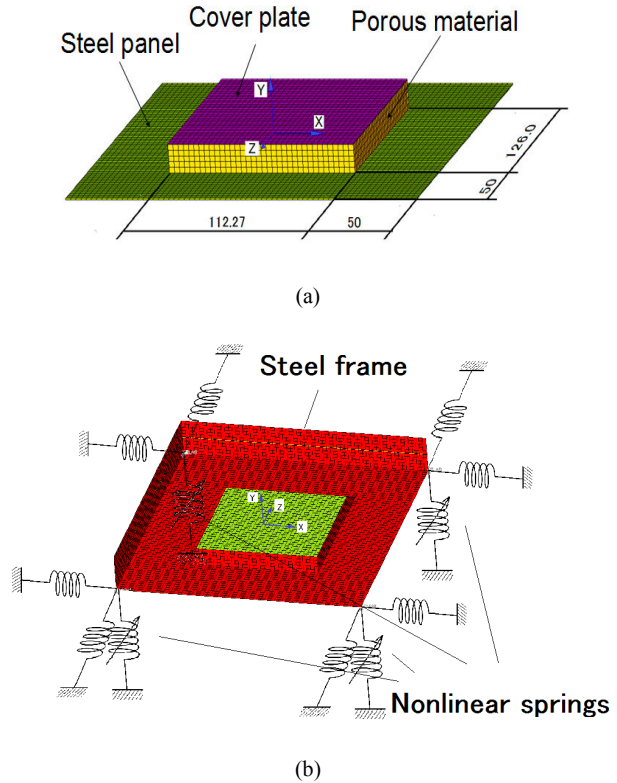 Cover plate
Porous material
Steel panel
Y
X
Z
126.0
50
112.27
50
(a)
Steel frame
Y
Z
X
Nonlinear springs
(b)